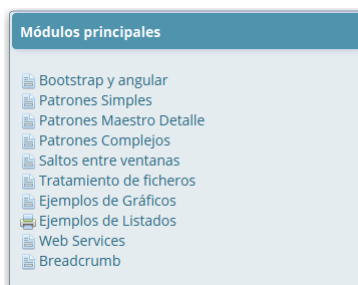 Módulos principales
Bootstrap y angular
Patrones Simples
Patrones Maestro Detalle
Patrones Complejos
Saltos entre ventanas
Tratamiento de ficheros
Ejemplos de Gráficos
Ejemplos de Listados
Web Services
Breadcrumb